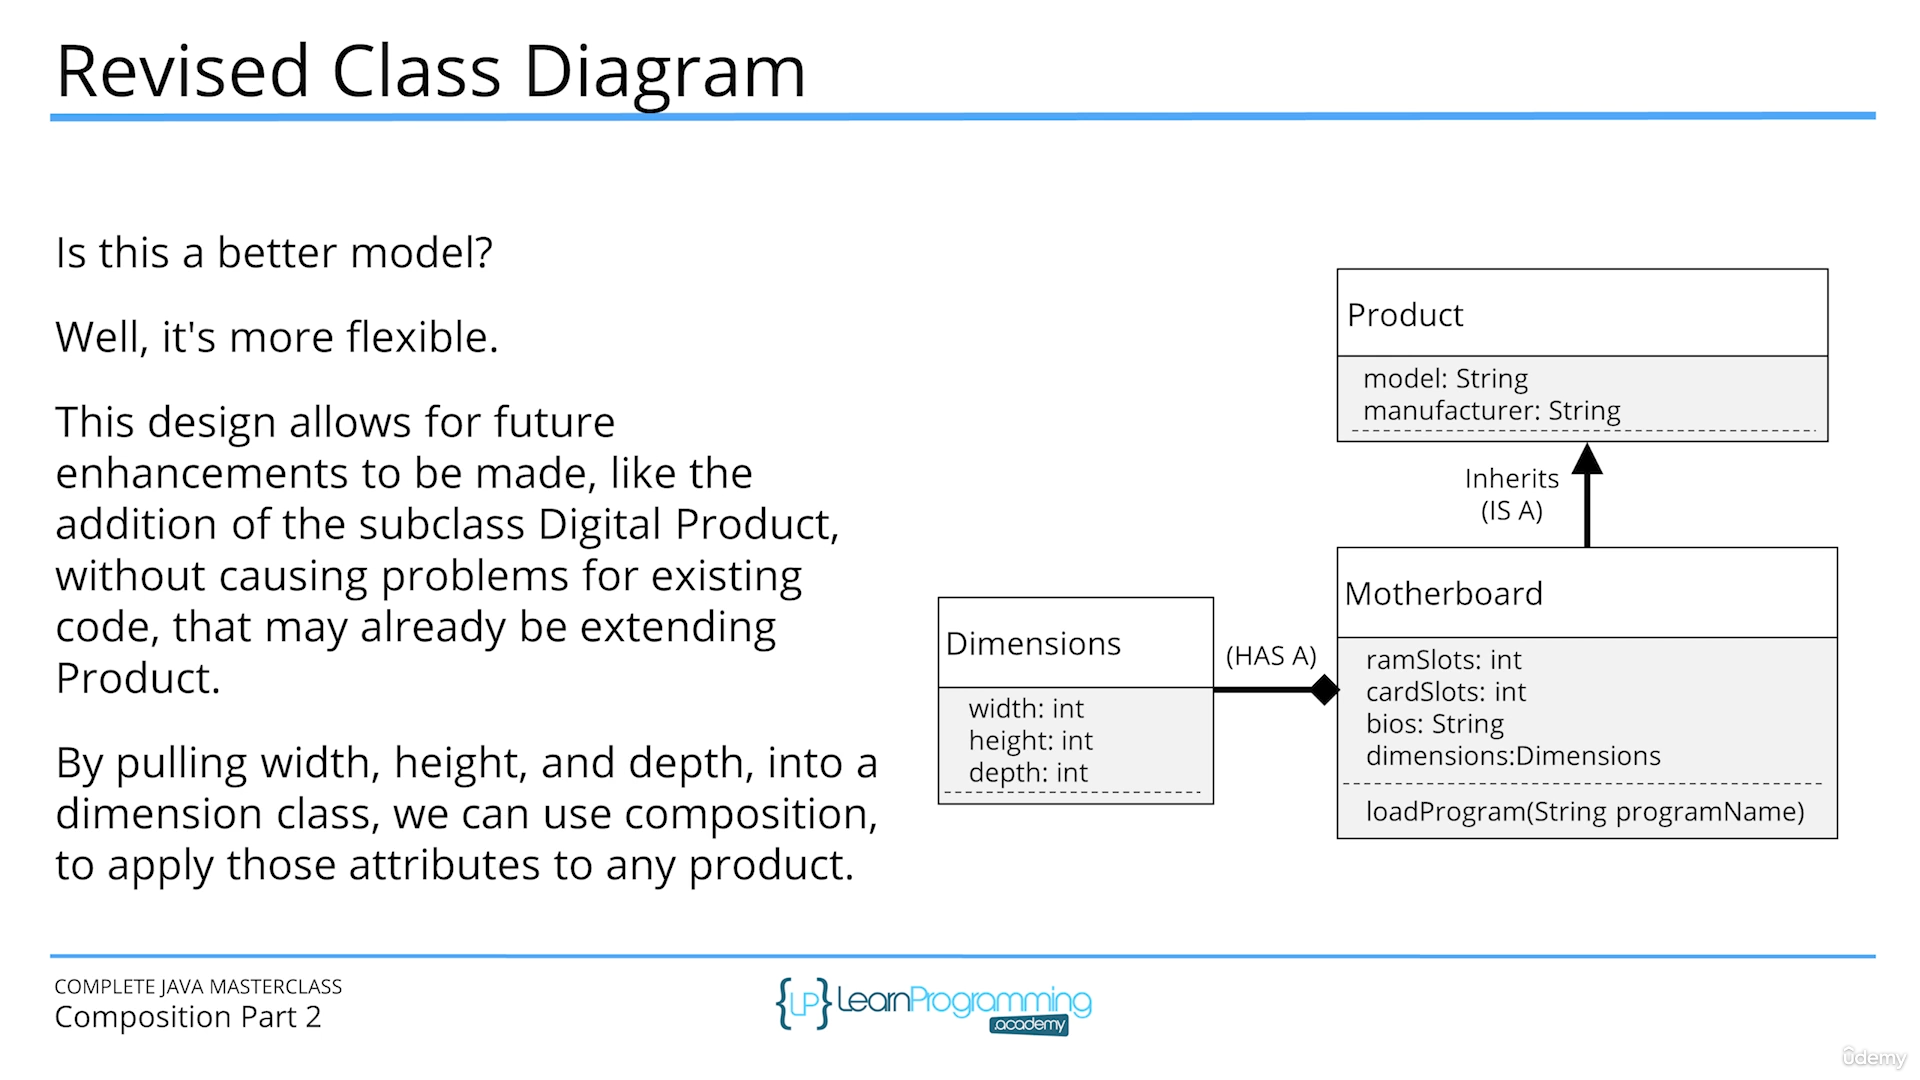 Revised Class Diagram
Is this a better model?
Well, it's more flexible.
This design allows for future
enhancements to be made, like the
addition of the subclass Digital Product,
without causing problems for existing
code, that may already be extending
Product.
By pulling width, height, and depth, into a
dimension class, we can use composition,
to apply those attributes to any product.
Product
model: String
manufacturer: String
Inherits
(IS A)
Dimensions
width: int
height: int
depth: int
(HAS A)
Motherboard
ramSlots: int
cardSlots: int
bios: String
dimensions:Dimensions
loadProgram(String programName)
COMPLETE JAVA MASTERCLASS
Composition Part 2
{LP} LearnProgramming
.academy
ûdemy